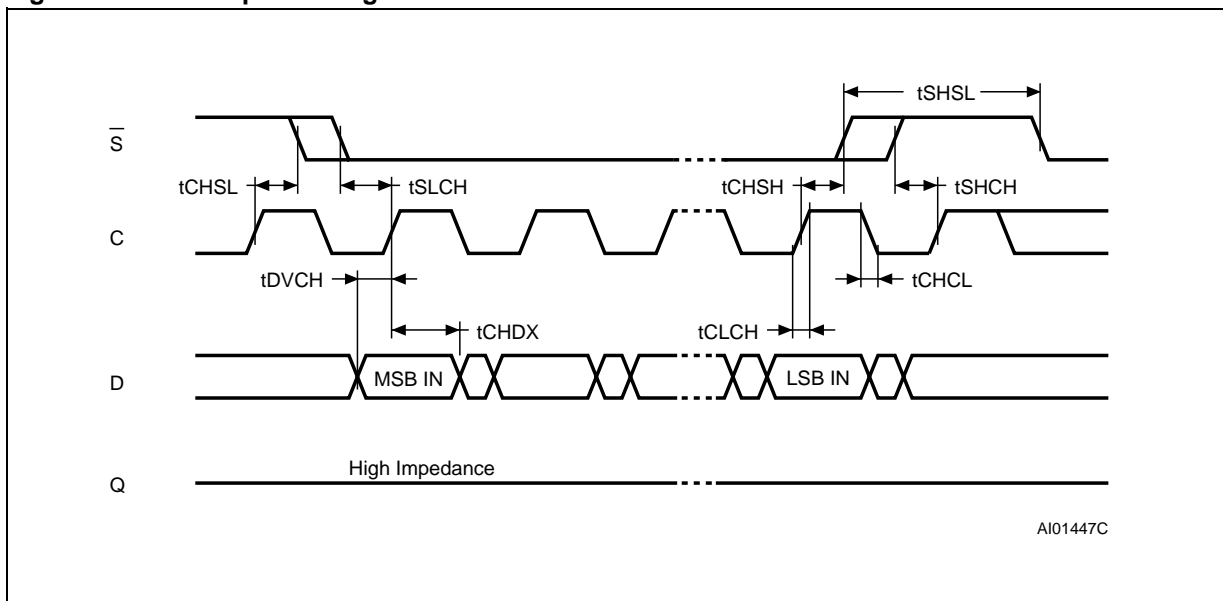 tSHSL
S
tCHSL
tSLCH
tCHSH
tSHCH
C
tDVCH
tCHCL
tCHDX
tCLCH
D
MSB IN
LSB IN
High Impedance
Q
AI01447C